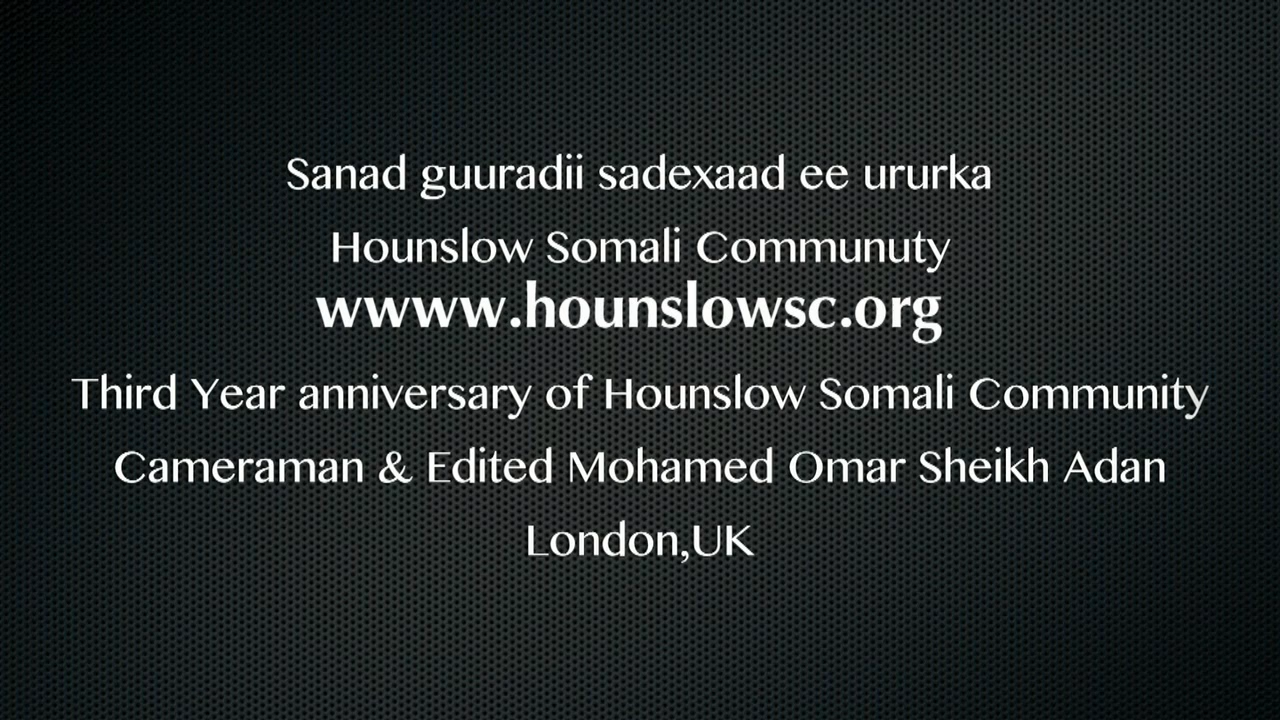 Sanad guuradii sadexaad ee ururka
Hounslow Somali Communuty
wwww.hounslowsc.org
Third Year anniversary of Hounslow Somali Community
Cameraman & Edited Mohamed Omar Sheikh Adan
London,UK